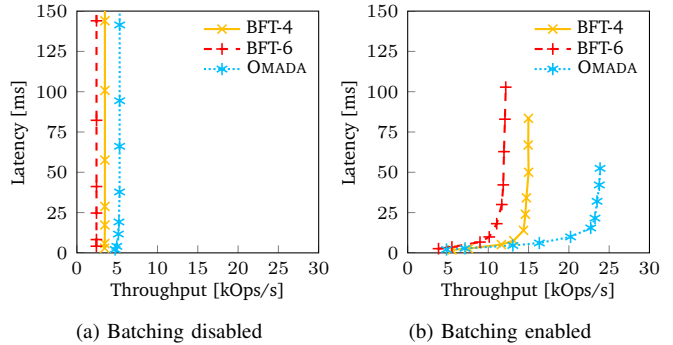 150
125
100
75
50
25
0
Latency [ms]
BFT-4
BFT-6
OMADA
0 5 10 15 20 25 30
Throughput [kOps/s]
(a) Batching disabled
150
125
100
75
50
25
0
Latency [ms]
BFT-4
BFT-6
OMADA
0 5 10 15 20 25 30
Throughput [kOps/s]
(b) Batching enabled